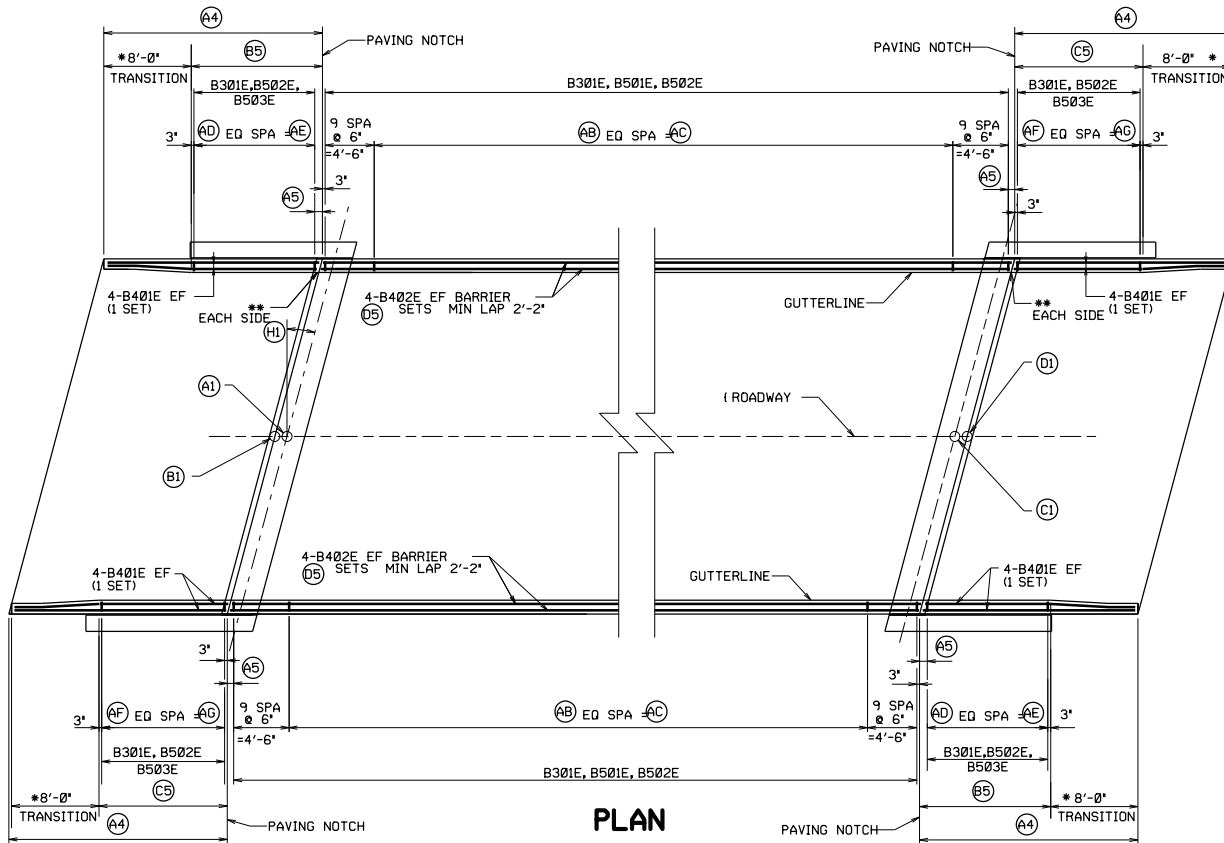 A4
A4
PAVING NOTCH
PAVING NOTCH
*8'-0"
TRANSITION
B5
C5
8'-0" *
TRANSITION
B301E,B502E,
B503E
B301E, B501E, B502E
B301E, B502E
B503E
3"
AD EQ SPA =AE
9 SPA
@ 6"
=4'-6"
AB EQ SPA =AC
9 SPA
@ 6"
=4'-6"
AF EQ SPA =AG
3"
A5
3"
A5
3"
4-B401E EF
(1 SET)
**
EACH SIDE
4-B402E EF BARRIER
D5 SETS MIN LAP 2'-2"
GUTTERLINE
**
EACH SIDE
4-B401E EF
(1 SET)
H1
A1
ROADWAY
D1
B1
C1
4-B401E EF
(1 SET)
4-B402E EF BARRIER
D5 SETS MIN LAP 2'-2"
GUTTERLINE
4-B401E EF
(1 SET)
3"
A5
3"
A5
3"
AF EQ SPA =AG
9 SPA
@ 6"
=4'-6"
AB EQ SPA =AC
9 SPA
@ 6"
=4'-6"
AD EQ SPA =AE
3"
B301E, B502E
B503E
B301E, B501E, B502E
B301E,B502E,
B503E
*8'-0"
TRANSITION
C5
B5
*8'-0"
TRANSITION
A4
PAVING NOTCH
PLAN
PAVING NOTCH
A4